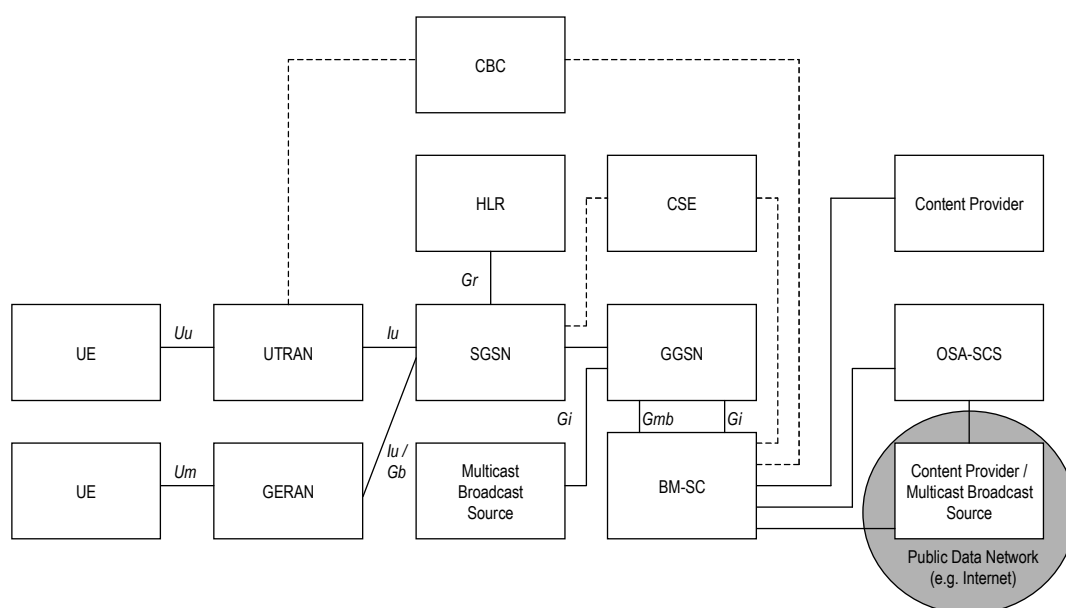 CBC
HLR
CSE
Content Provider
Gr
UE
Uu
UTRAN
Iu
SGSN
GGSN
OSA-SCS
Gi
Gmb
Gi
UE
Um
GERAN
Iu /
Gb
Multicast
Broadcast
Source
BM-SC
Content Provider /
Multicast Broadcast
Source
Public Data Network
(e.g. Internet)